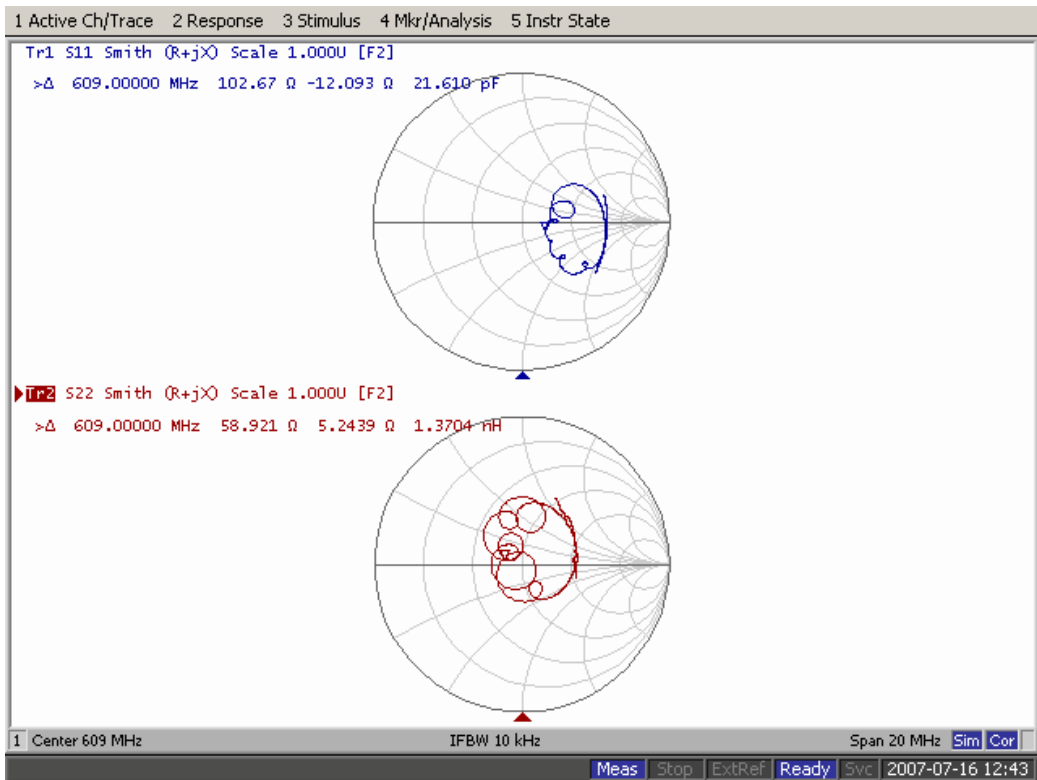 1 Active Ch/Trace 2 Response 3 Stimulus 4 Mkr/Analysis 5 Instr State
Tr1 S11 Smith (R+jX) Scale 1.000U [F2]
>Δ 609.00000 MHz 102.67 Ω -12.093 Ω 21.610 pF
Tr2 S22 Smith (R+jX) Scale 1.000U [F2]
>Δ 609.00000 MHz 58.921 Ω 5.2439 Ω 1.3704 nH
1 Center 609 MHz IFBW 10 kHz Span 20 MHz Sim Cor
Meas Stop ExtRef Ready Svc 2007-07-16 12:43